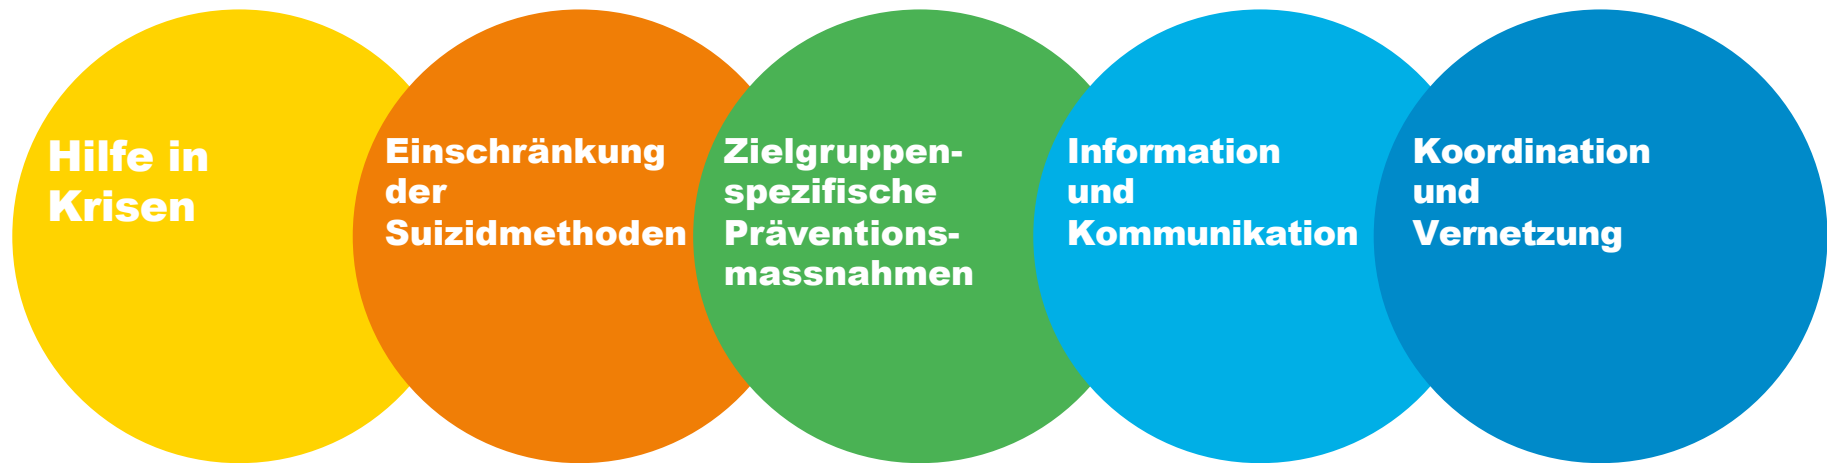 Hilfe in
Krisen
Einschränkung
der
Suizidmethoden
Zielgruppen-
spezifische
Präventions-
massnahmen
Information
und
Kommunikation
Koordination
und
Vernetzung